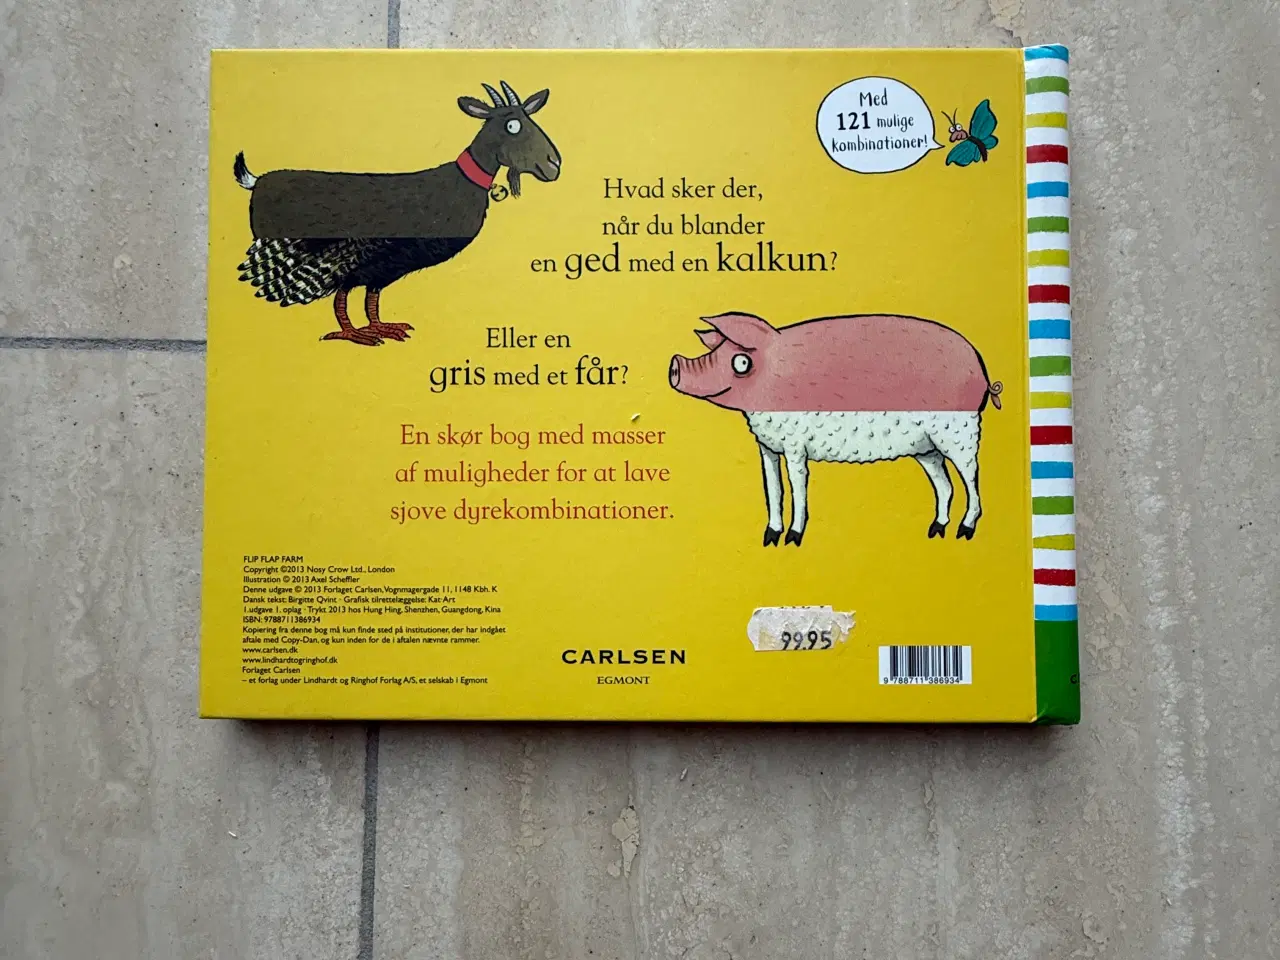 Med
121 mulige
kombinationer!
Hvad sker der,
når du blander
en ged med en kalkun?
Eller en
gris med et får?
En skør bog med masser
af muligheder for at lave
sjove dyrekombinationer.
FLIP FLAP FARM
Copyright ©2013 Nosy Crow Ltd., London
Illustration © 2013 Axel Scheffler
Denne udgave © 2013 Forlaget Carlsen, Vognmagergade 11, 1148 Kbh. K
Dansk tekst: Birgitte Qvint · Grafisk tilrettelæggelse: Kat·Art
1.udgave 1. oplag · Trykt 2013 hos Hung Hing, Shenzhen, Guangdong, Kina
ISBN: 9788711386934
Kopiering fra denne bog må kun finde sted på institutioner, der har indgået
aftale med Copy-Dan, og kun inden for de i aftalen nævnte rammer.
www.carlsen.dk
www.lindhardtogringhof.dk
Forlaget Carlsen
– et forlag under Lindhardt og Ringhof Forlag A/S, et selskab i Egmont
CARLSEN
EGMONT
99.95
9 788711 386934